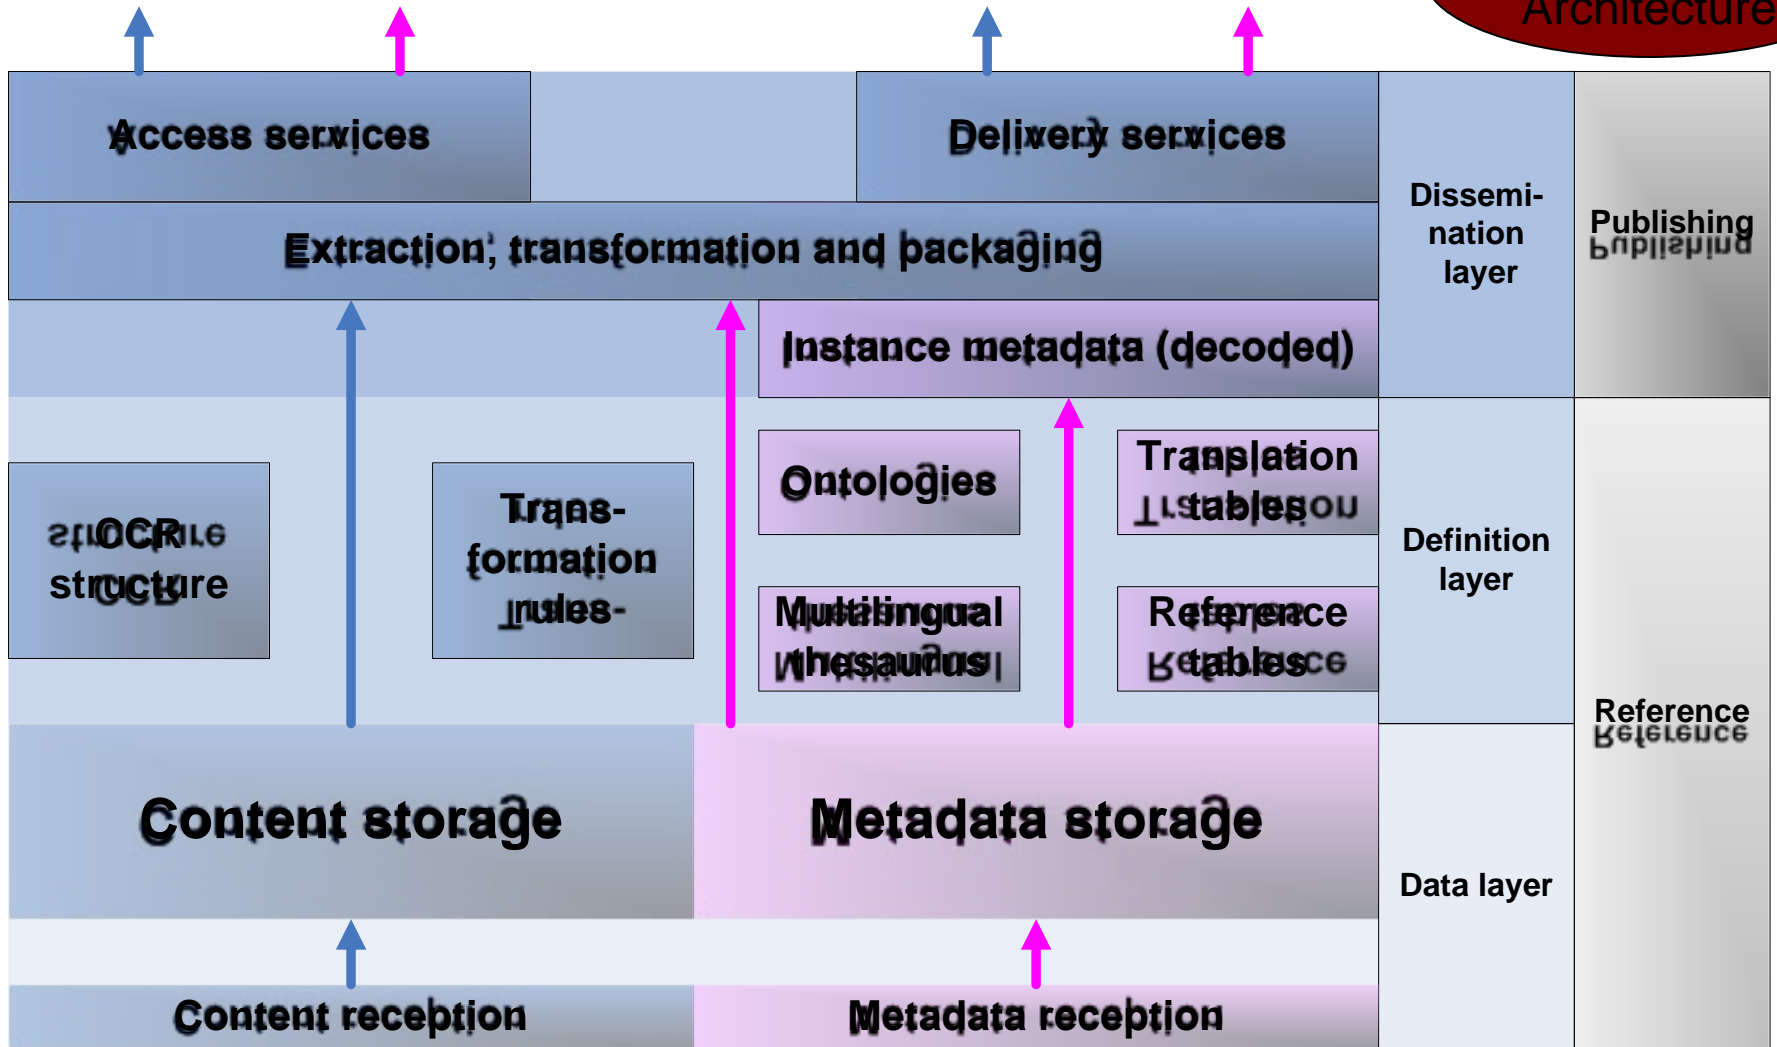 Architecture
Access services
Delivery services
Dissemi-
nation
layer
Publishing
Extraction, transformation and packaging
Instance metadata (decoded)
OCR
structure
Trans-
formation
rules
Ontologies
Translation
tables
Multilingual
thesaurus
Reference
tables
Definition
layer
Reference
Content storage
Metadata storage
Data layer
Content reception
Metadata reception